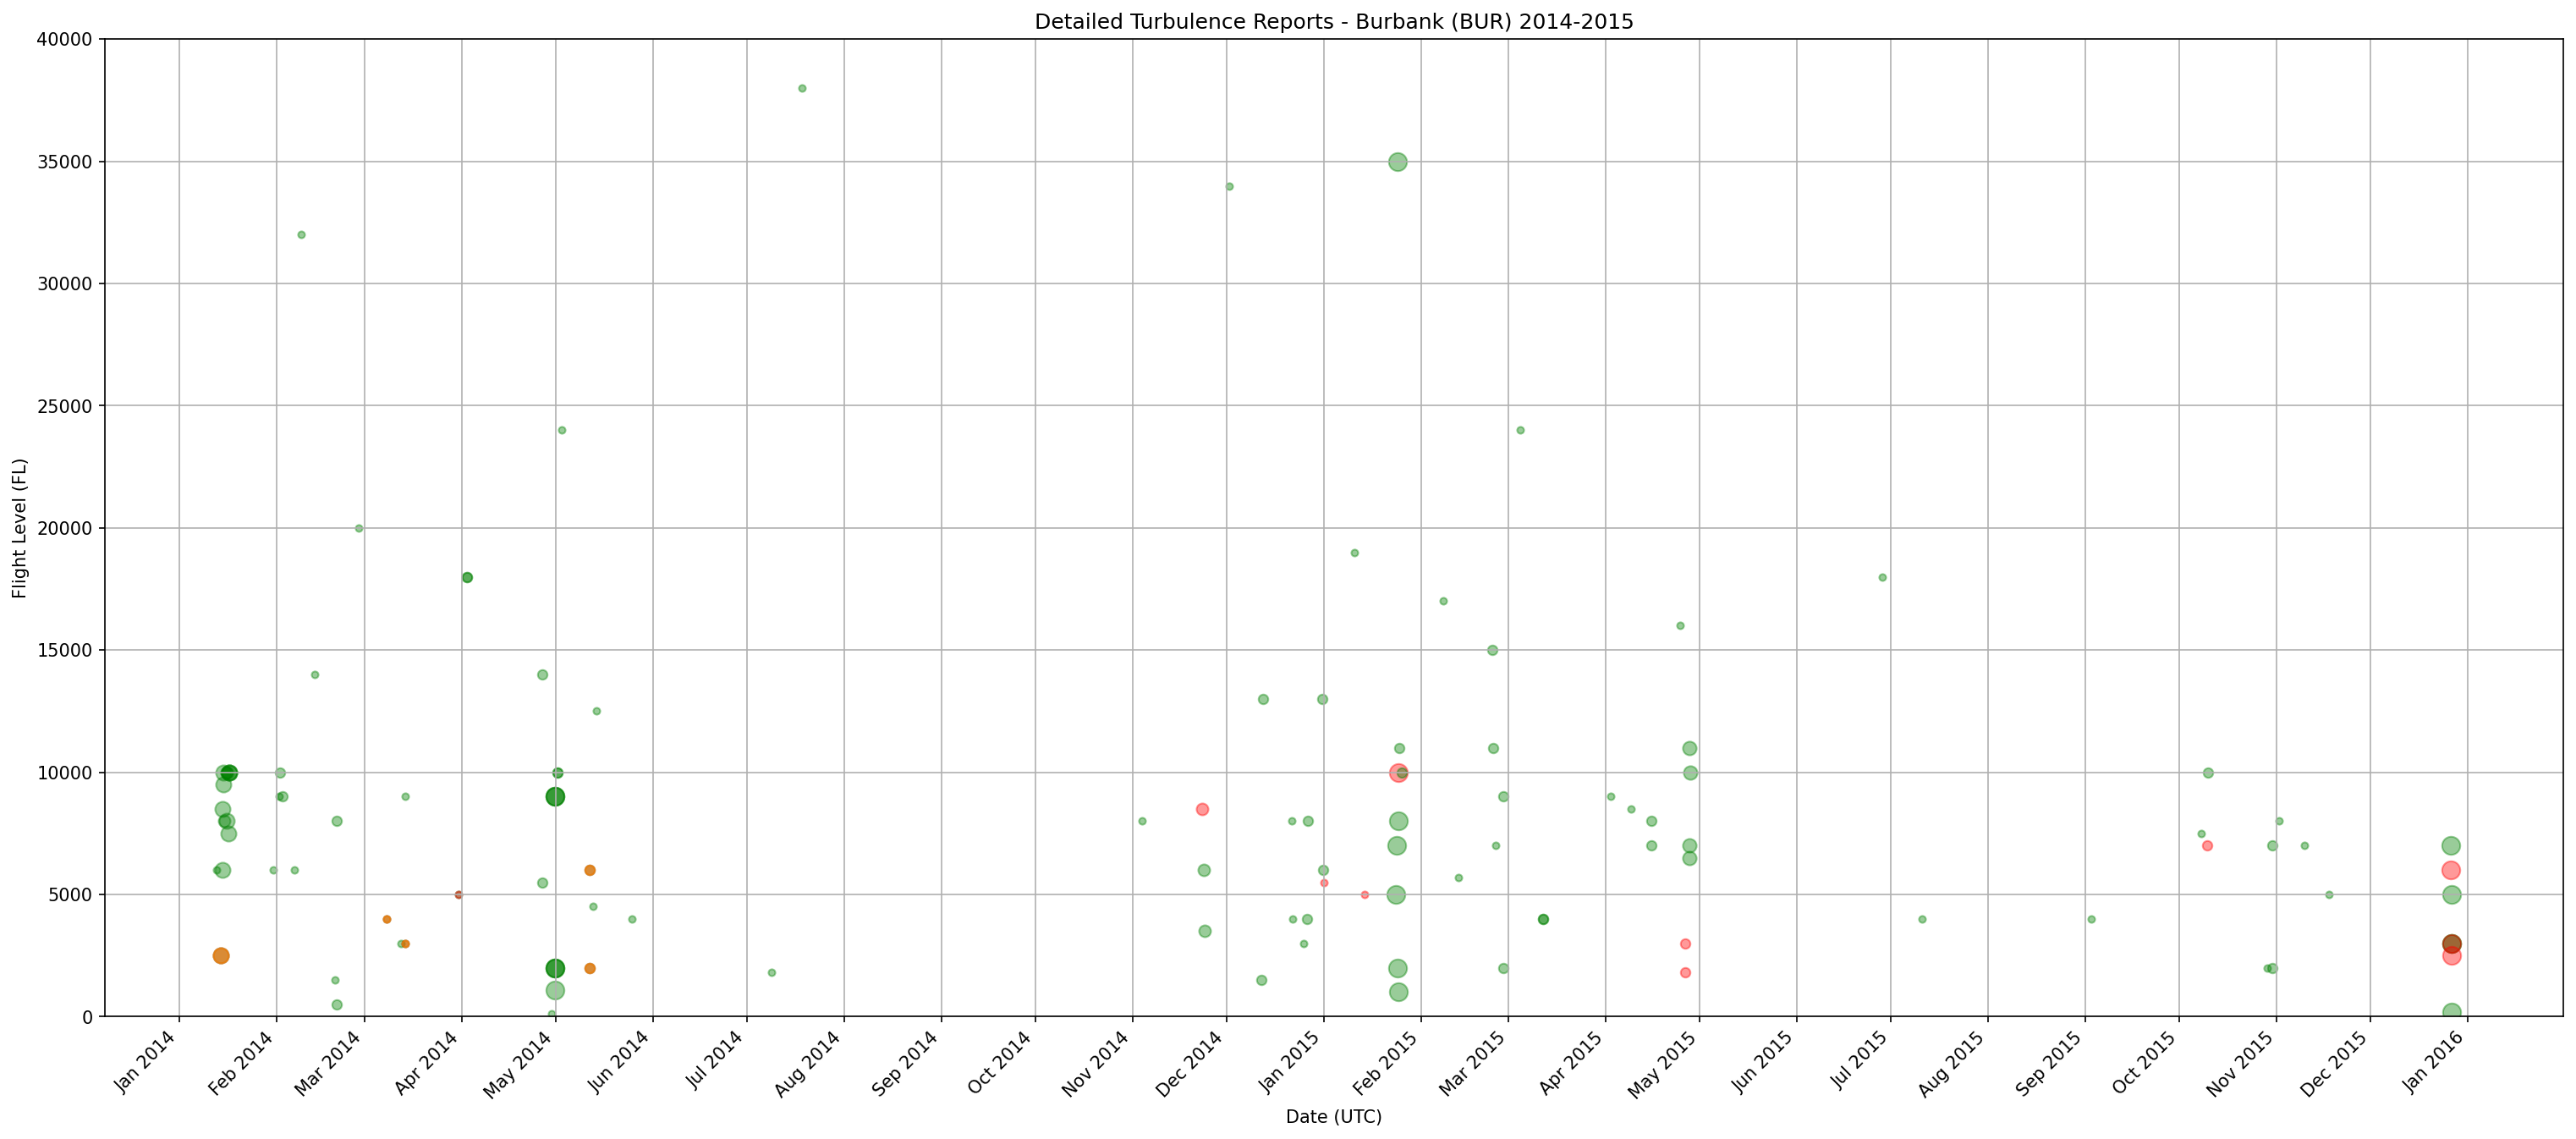 Detailed Turbulence Reports - Burbank (BUR) 2014-2015
40000
35000
30000
25000
20000
15000
10000
5000
0
Flight Level (FL)
Jan 2014
Feb 2014
Mar 2014
Apr 2014
May 2014
Jun 2014
Jul 2014
Aug 2014
Sep 2014
Oct 2014
Nov 2014
Dec 2014
Jan 2015
Feb 2015
Mar 2015
Apr 2015
May 2015
Jun 2015
Jul 2015
Aug 2015
Sep 2015
Oct 2015
Nov 2015
Dec 2015
Jan 2016
Date (UTC)